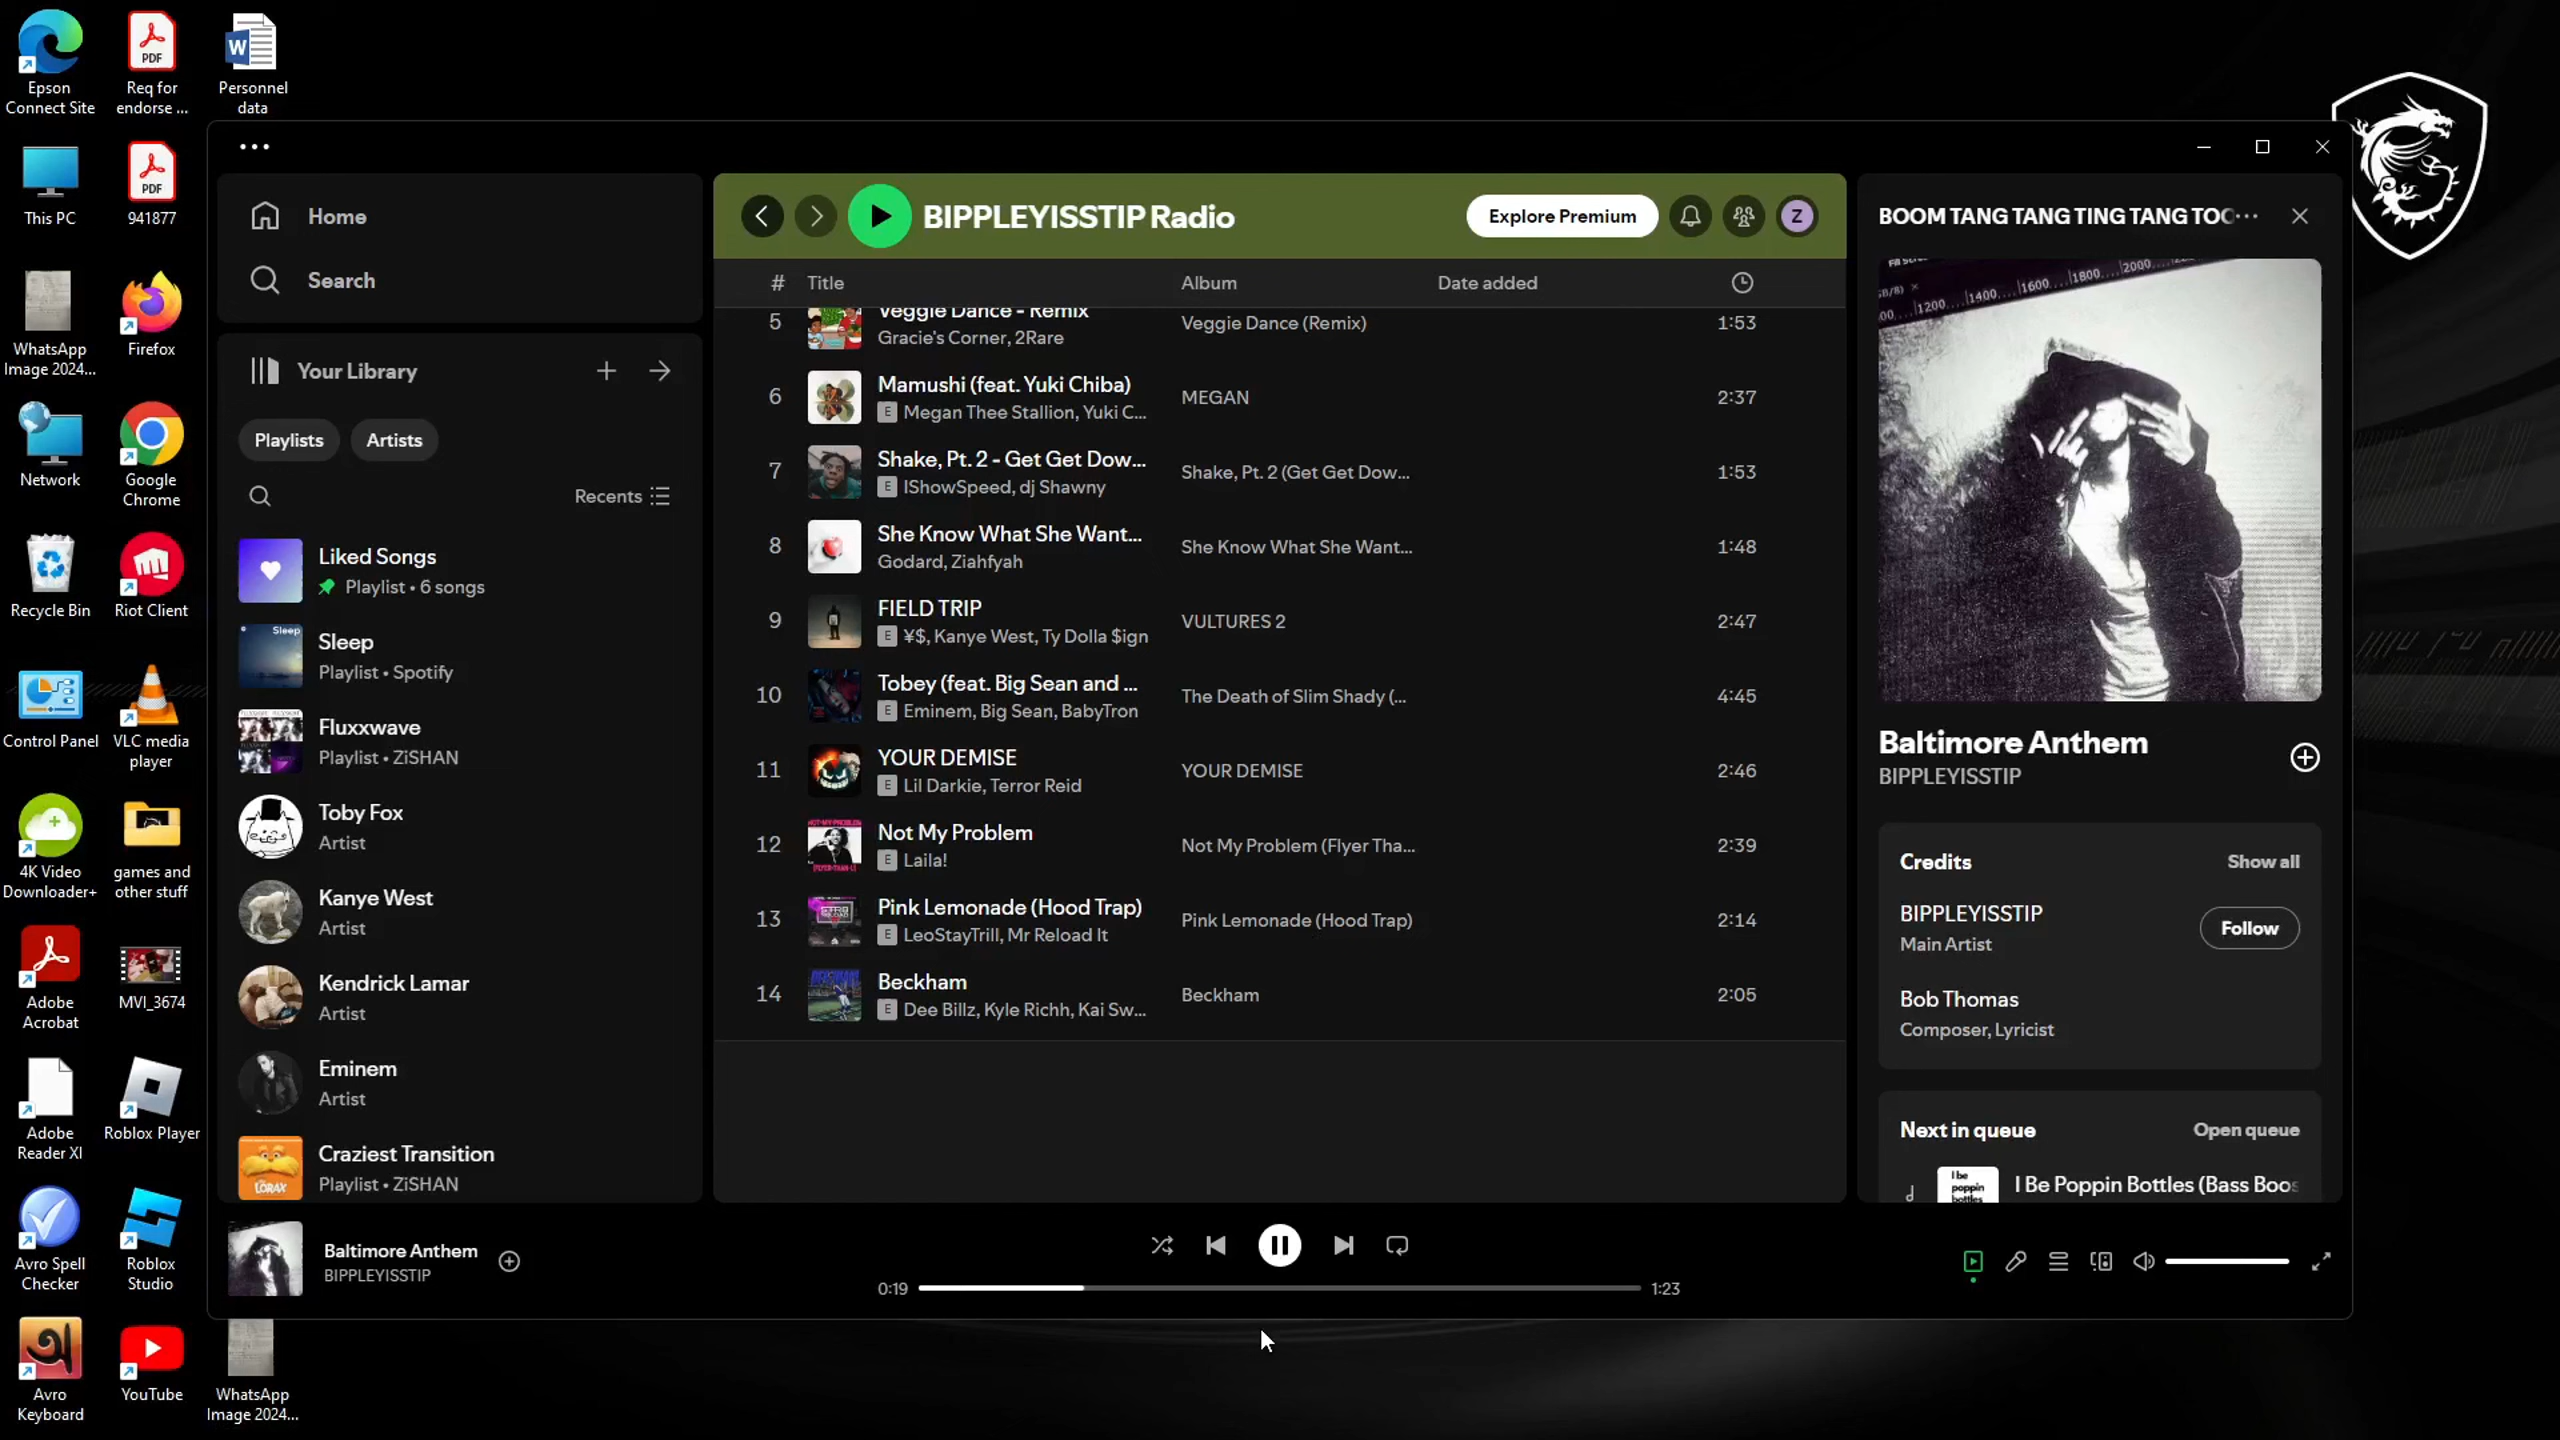 Epson
Connect Site
Req for
endorse ...
Personnel
data
This PC
941877
WhatsApp
Image 2024...
Firefox
Network
Google
Chrome
Recycle Bin
Riot Client
Control Panel
VLC media
player
4K Video
Downloader+
games and
other stuff
Adobe
Acrobat
MVI_3674
Adobe
Reader XI
Roblox Player
Avro Spell
Checker
Roblox
Studio
Avro
Keyboard
YouTube
WhatsApp
Image 2024...
Home
Search
Your Library
Playlists
Artists
Recents
Liked Songs
Playlist • 6 songs
Sleep
Playlist • Spotify
Fluxxwave
Playlist • ZiSHAN
Toby Fox
Artist
Kanye West
Artist
Kendrick Lamar
Artist
Eminem
Artist
Craziest Transition
Playlist • ZiSHAN
BIPPLEYISSTIP Radio
Explore Premium
Z
# Title Album Date added
5 Veggie Dance - Remix Veggie Dance (Remix) 1:53
Gracie's Corner, 2Rare
6 Mamushi (feat. Yuki Chiba) MEGAN 2:37
E Megan Thee Stallion, Yuki C...
7 Shake, Pt. 2 - Get Get Dow... Shake, Pt. 2 (Get Get Dow... 1:53
E IShowSpeed, dj Shawny
8 She Know What She Want... She Know What She Want... 1:48
Godard, Ziahfyah
9 FIELD TRIP VULTURES 2 2:47
E ¥$, Kanye West, Ty Dolla $ign
10 Tobey (feat. Big Sean and ... The Death of Slim Shady (... 4:45
E Eminem, Big Sean, BabyTron
11 YOUR DEMISE YOUR DEMISE 2:46
E Lil Darkie, Terror Reid
12 Not My Problem Not My Problem (Flyer Tha... 2:39
E Laila!
13 Pink Lemonade (Hood Trap) Pink Lemonade (Hood Trap) 2:14
E LeoStayTrill, Mr Reload It
14 Beckham Beckham 2:05
E Dee Billz, Kyle Richh, Kai Sw...
BOOM TANG TANG TING TANG TOO
1200.... 1400.... 1600.... 1800.... 2000....
Baltimore Anthem
BIPPLEYISSTIP
Credits Show all
BIPPLEYISSTIP
Main Artist
Follow
Bob Thomas
Composer, Lyricist
Next in queue Open queue
I be
poppin
bottles
I Be Poppin Bottles (Bass Boos
Baltimore Anthem
BIPPLEYISSTIP
0:19 1:23